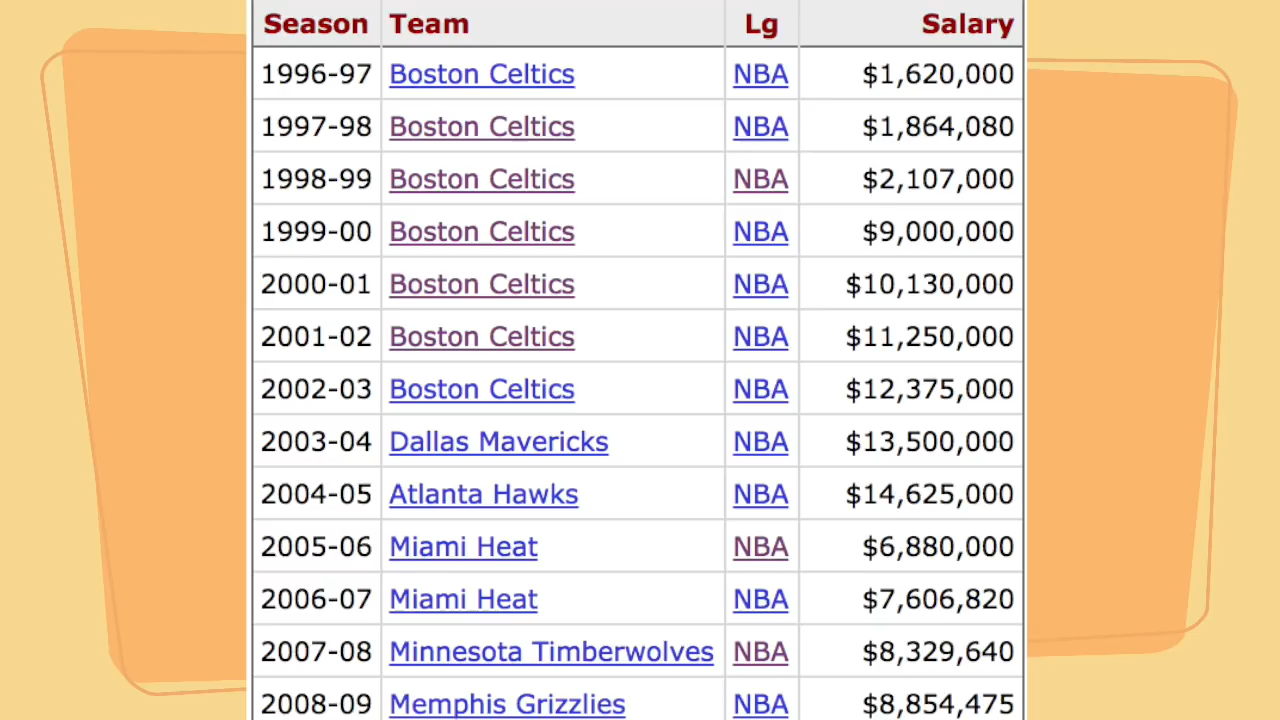 Season Team Lg Salary
1996-97 Boston Celtics NBA $1,620,000
1997-98 Boston Celtics NBA $1,864,080
1998-99 Boston Celtics NBA $2,107,000
1999-00 Boston Celtics NBA $9,000,000
2000-01 Boston Celtics NBA $10,130,000
2001-02 Boston Celtics NBA $11,250,000
2002-03 Boston Celtics NBA $12,375,000
2003-04 Dallas Mavericks NBA $13,500,000
2004-05 Atlanta Hawks NBA $14,625,000
2005-06 Miami Heat NBA $6,880,000
2006-07 Miami Heat NBA $7,606,820
2007-08 Minnesota Timberwolves NBA $8,329,640
2008-09 Memphis Grizzlies NBA $8,854,475